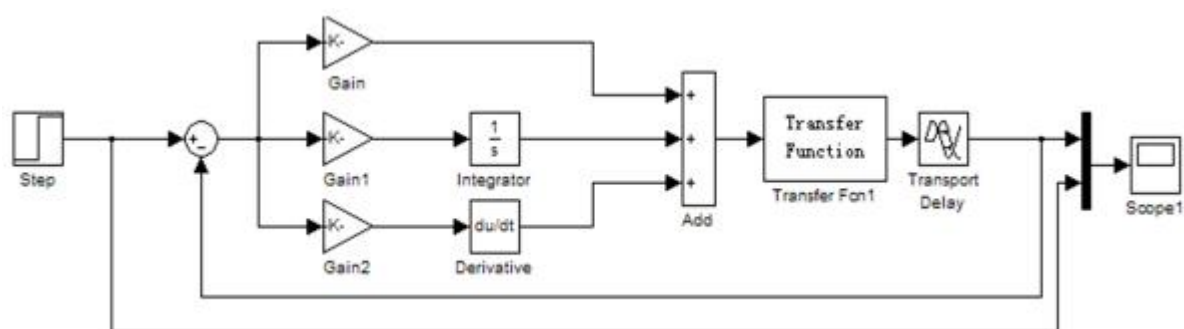 K-
Gain
Step
+
-
K-
Gain1
1
s
Integrator
K-
Gain2
du/dt
Derivative
+
+
+
Add
Transfer
Function
Transfer Fcn1
Transport
Delay
Scope1